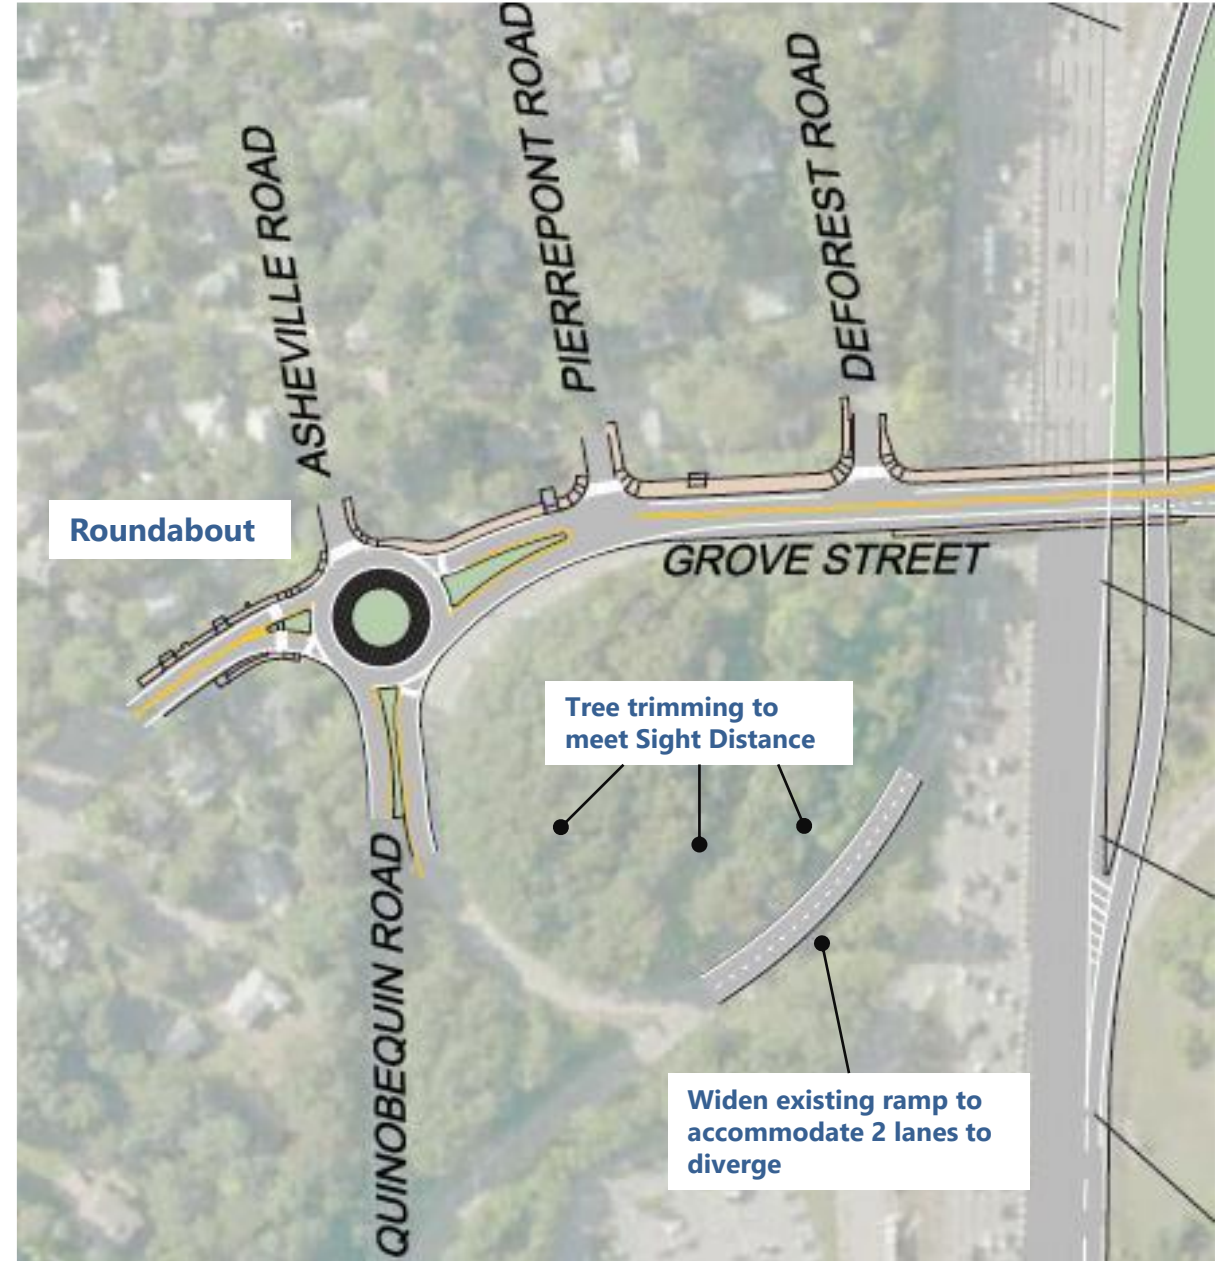 PIERREPONT ROAD
DEFOREST ROAD
ASHEVILLE ROAD
Roundabout
GROVE STREET
Tree trimming to
meet Sight Distance
QUINOBEQUIN ROAD
Widen existing ramp to
accommodate 2 lanes to
diverge